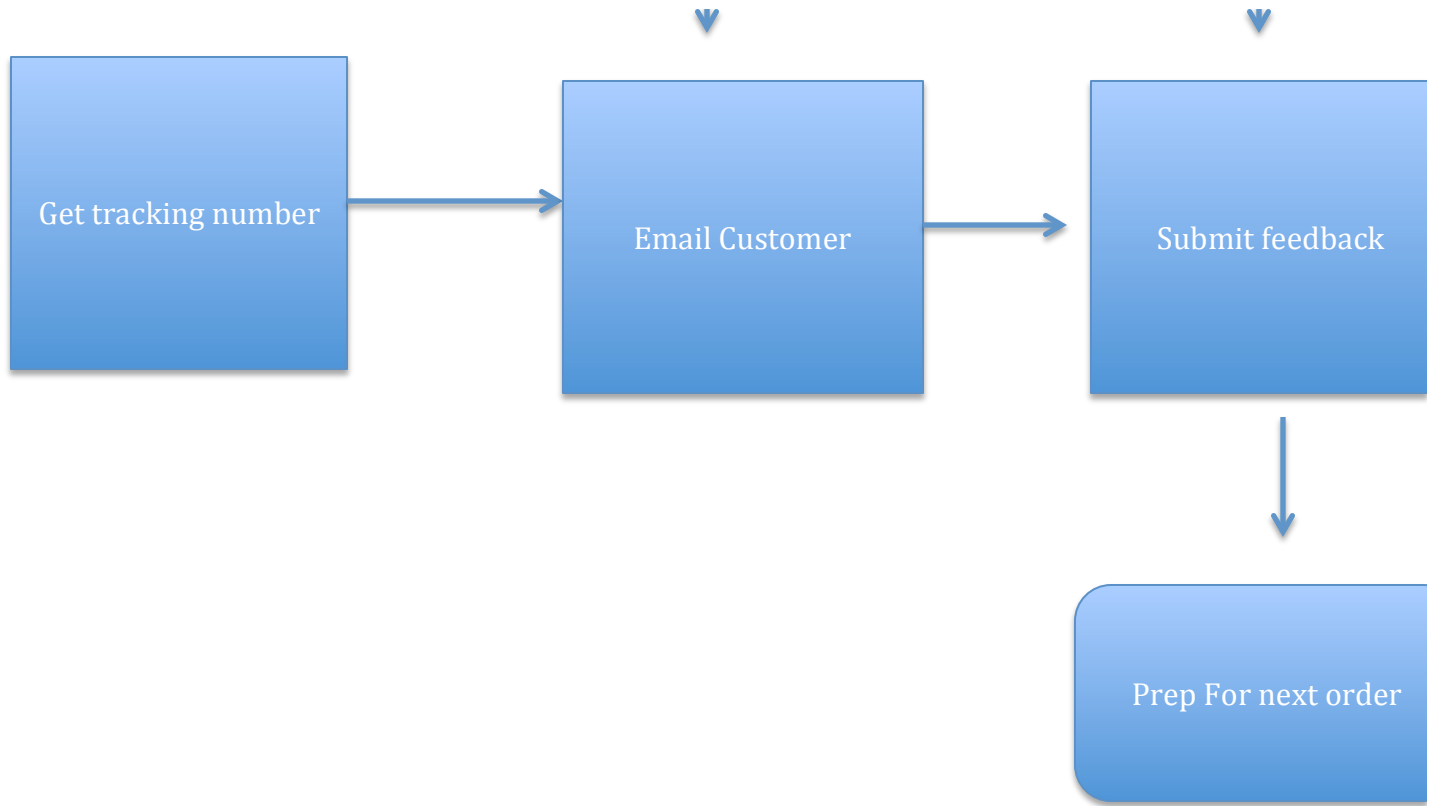 Get tracking number
Email Customer
Submit feedback
Prep For next order